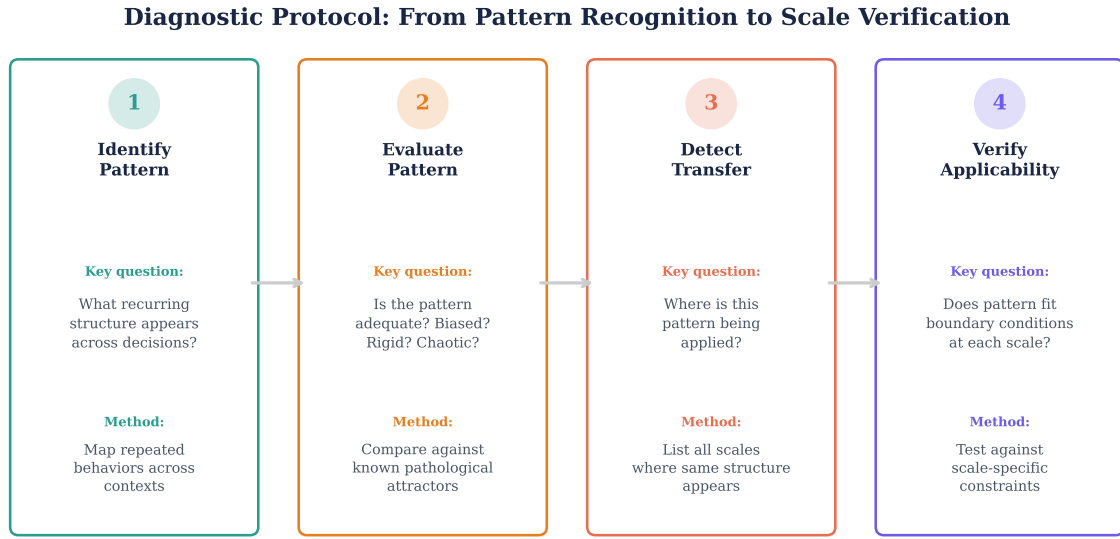 Diagnostic Protocol: From Pattern Recognition to Scale Verification
1
Identify
Pattern
Key question:
What recurring
structure appears
across decisions?
Method:
Map repeated
behaviors across
contexts
2
Evaluate
Pattern
Key question:
Is the pattern
adequate? Biased?
Rigid? Chaotic?
Method:
Compare against
known pathological
attractors
3
Detect
Transfer
Key question:
Where is this
pattern being
applied?
Method:
List all scales
where same structure
appears
4
Verify
Applicability
Key question:
Does pattern fit
boundary conditions
at each scale?
Method:
Test against
scale-specific
constraints